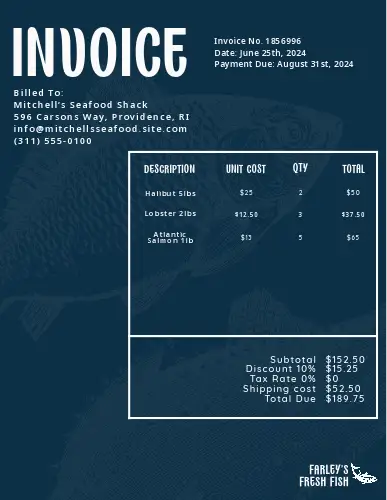 INVOICE
Invoice No. 1856996
Date: June 25th, 2024
Payment Due: August 31st, 2024
Billed To:
Mitchell's Seafood Shack
596 Carsons Way, Providence, RI
info@mitchellsseafood.site.com
(311) 555-0100
DESCRIPTION UNIT COST QTY TOTAL
Halibut 5lbs $25 2 $50
Lobster 2lbs $12.50 3 $37.50
Atlantic
Salmon 1lb $13 5 $65
Subtotal $152.50
Discount 10% $15.25
Tax Rate 0% $0
Shipping cost $52.50
Total Due $189.75
FARLEY'S
FRESH FISH